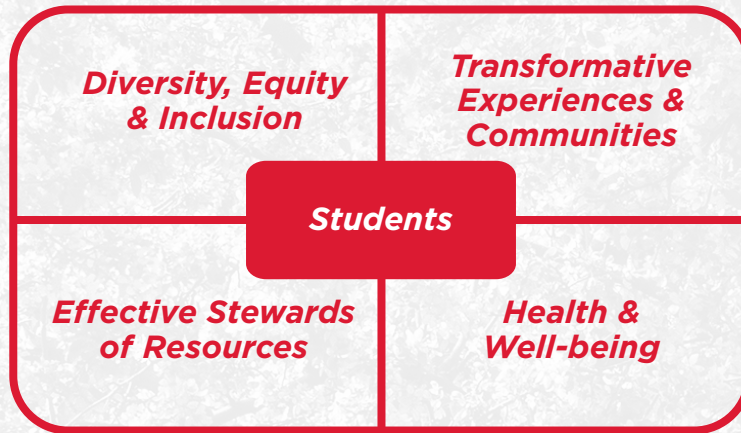 Diversity, Equity
& Inclusion
Transformative
Experiences &
Communities
Students
Effective Stewards
of Resources
Health &
Well-being